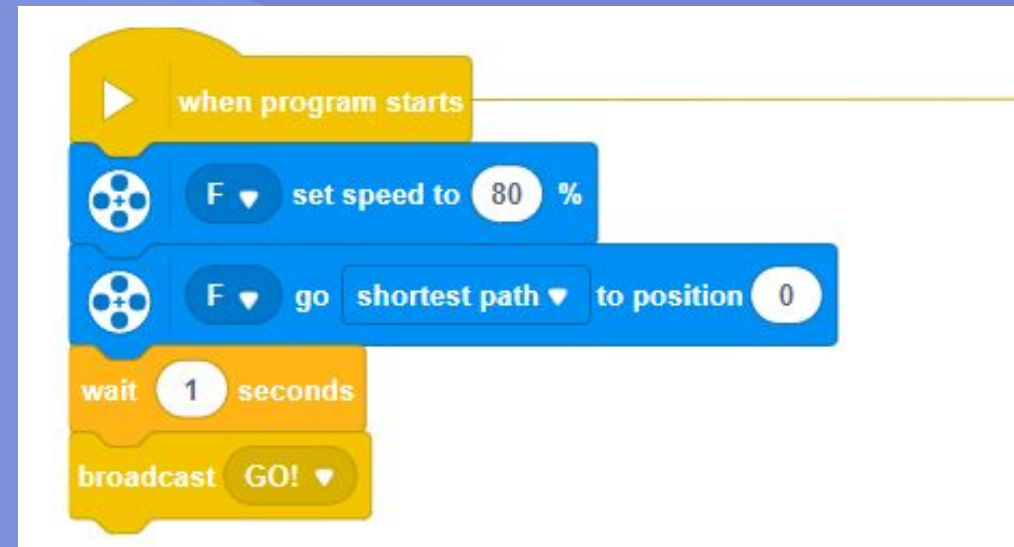 when program starts
F set speed to 80 %
F go shortest path to position 0
wait 1 seconds
broadcast GO!